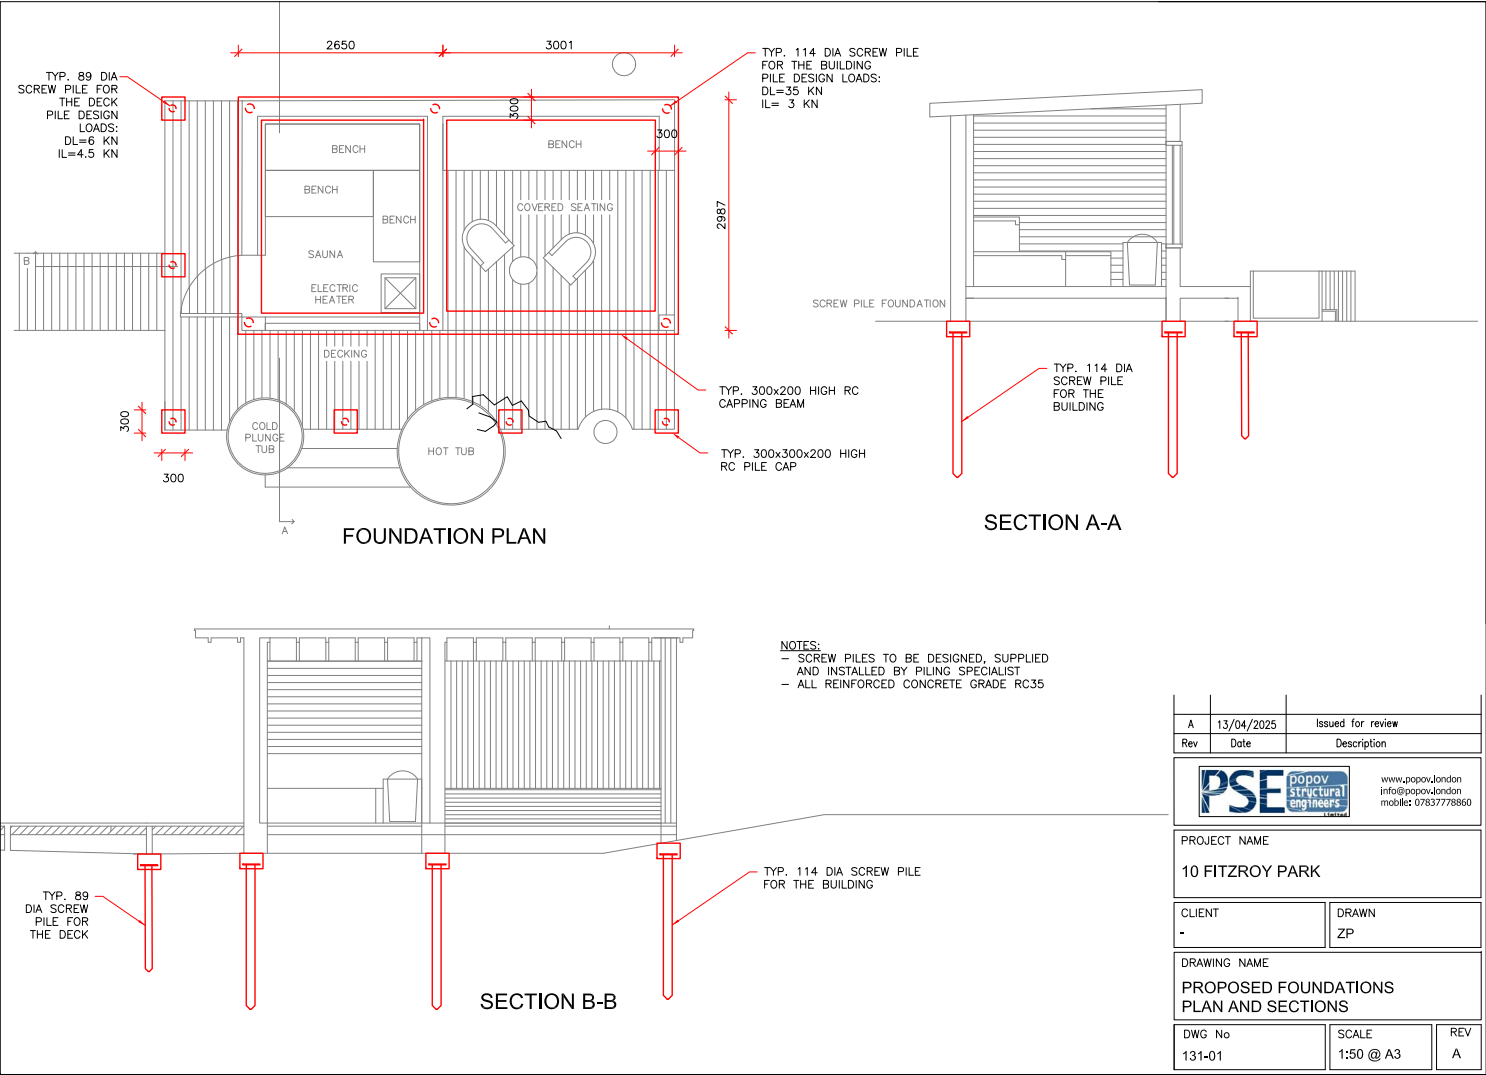 2650
3001
TYP. 89 DIA
SCREW PILE FOR
THE DECK
PILE DESIGN
LOADS:
DL=6 KN
IL=4.5 KN
TYP. 114 DIA SCREW PILE
FOR THE BUILDING
PILE DESIGN LOADS:
DL=35 KN
IL= 3 KN
300
300
BENCH
BENCH
BENCH
BENCH
COVERED SEATING
SAUNA
ELECTRIC
HEATER
2987
B
DECKING
300
300
COLD
PLUNGE
TUB
HOT TUB
TYP. 300x200 HIGH RC
CAPPING BEAM
TYP. 300x300x200 HIGH
RC PILE CAP
A
FOUNDATION PLAN
SCREW PILE FOUNDATION
TYP. 114 DIA
SCREW PILE
FOR THE
BUILDING
SECTION A-A
NOTES:
– SCREW PILES TO BE DESIGNED, SUPPLIED
AND INSTALLED BY PILING SPECIALIST
– ALL REINFORCED CONCRETE GRADE RC35
TYP. 89
DIA SCREW
PILE FOR
THE DECK
TYP. 114 DIA SCREW PILE
FOR THE BUILDING
SECTION B-B
A 13/04/2025 Issued for review
Rev Date Description
PSE popov
structural
engineers
Limited
www.popov.london
info@popov.london
mobile: 07837778860
PROJECT NAME
10 FITZROY PARK
CLIENT
-
DRAWN
ZP
DRAWING NAME
PROPOSED FOUNDATIONS
PLAN AND SECTIONS
DWG No
131-01
SCALE
1:50 @ A3
REV
A